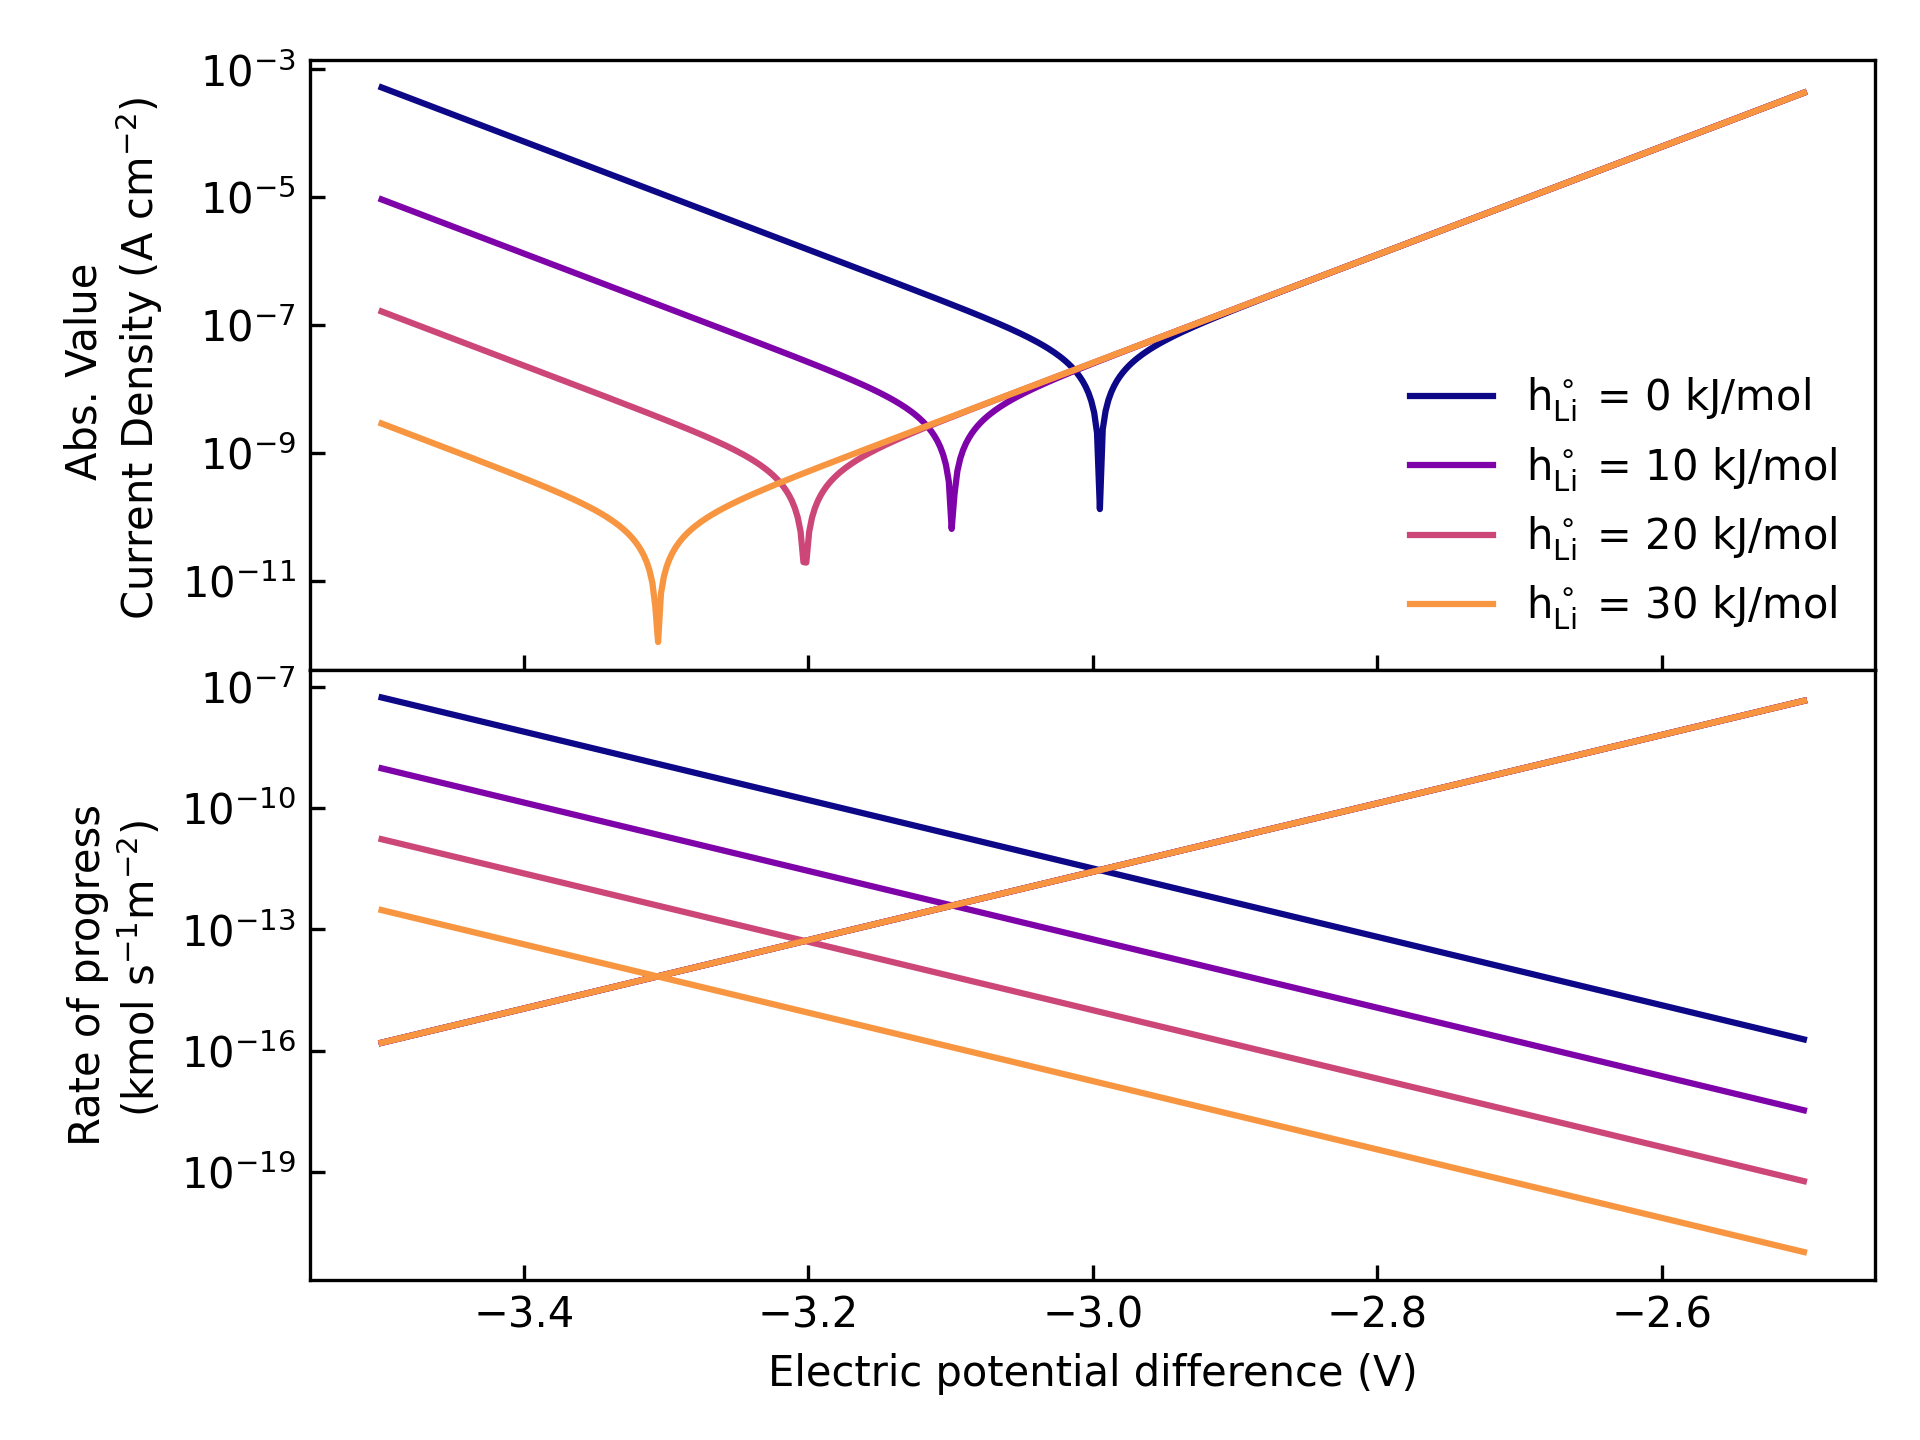 Abs. Value
Current Density (A cm⁻²)
10⁻³
10⁻⁵
10⁻⁷
10⁻⁹
10⁻¹¹
h°Li = 0 kJ/mol
h°Li = 10 kJ/mol
h°Li = 20 kJ/mol
h°Li = 30 kJ/mol
Rate of progress
(kmol s⁻¹m⁻²)
10⁻⁷
10⁻¹⁰
10⁻¹³
10⁻¹⁶
10⁻¹⁹
−3.4 −3.2 −3.0 −2.8 −2.6
Electric potential difference (V)